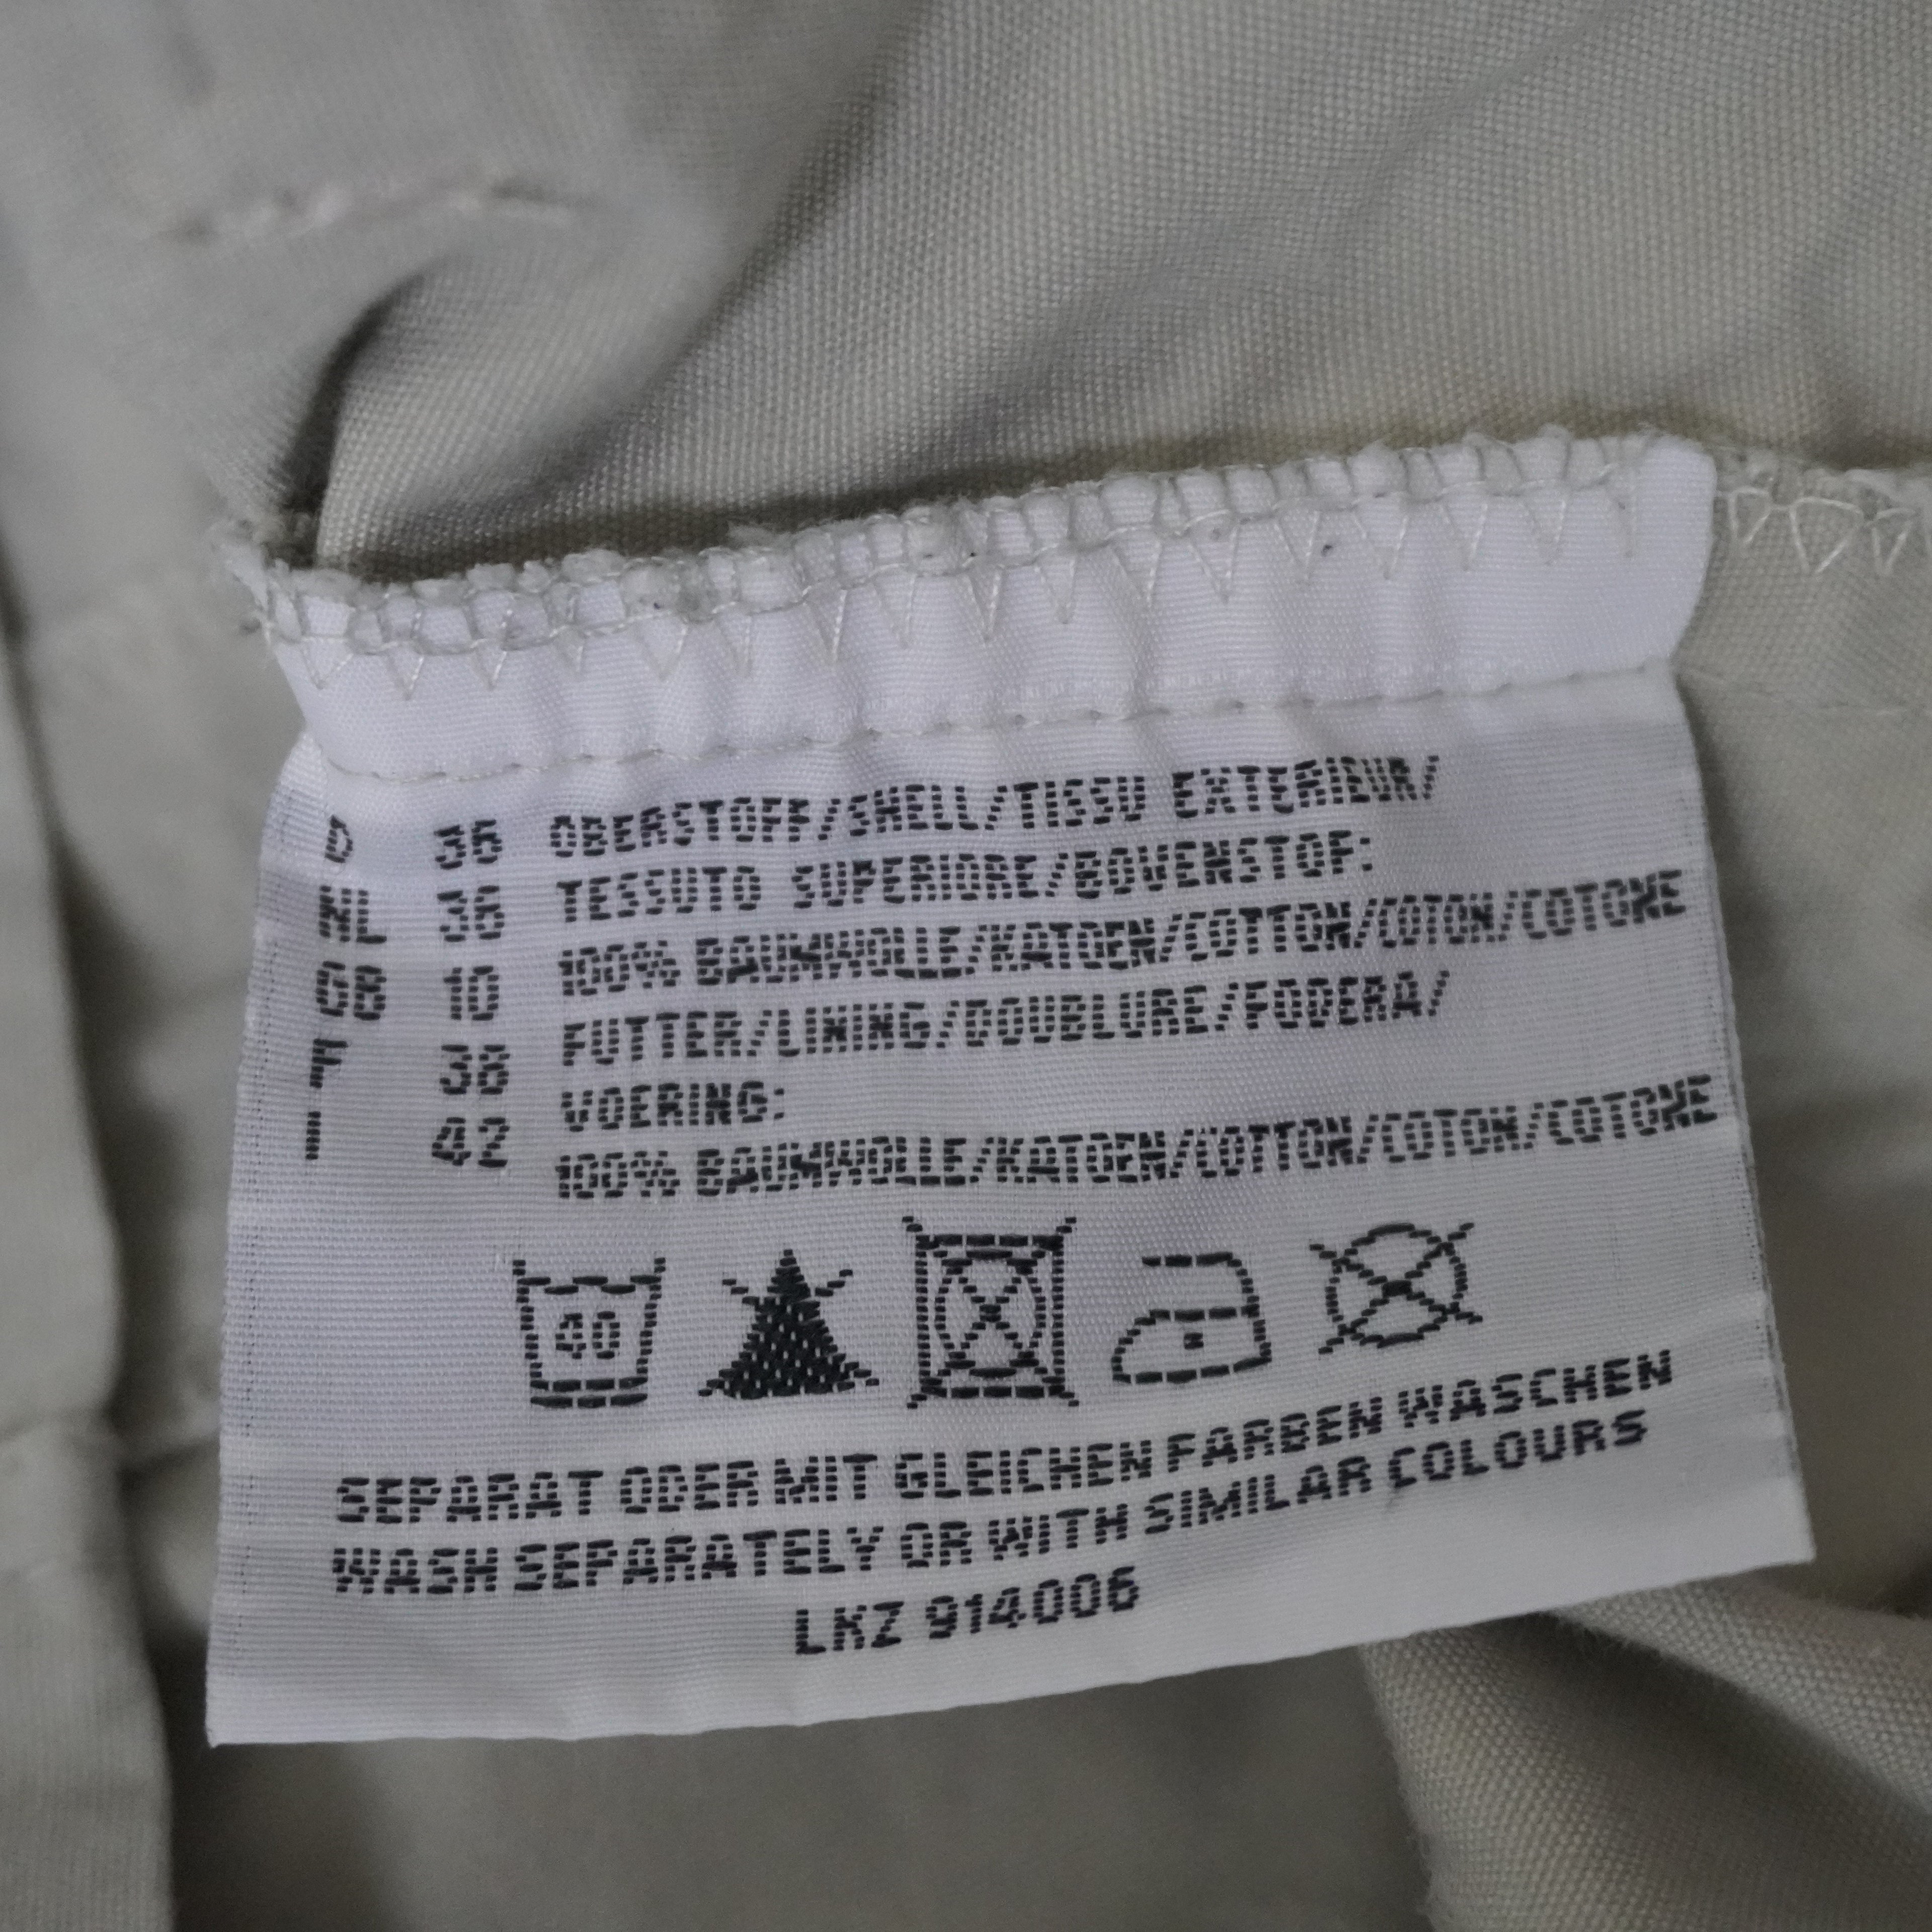 D 36 OBERSTOFF/SHELL/TISSU EXTERIEUR/
NL 36 TESSUTO SUPERIORE/BOVENSTOF:
GB 10 100% BAUMWOLLE/KATOEN/COTTON/COTON/COTONE
F 38 FUTTER/LINING/DOUBLURE/FODERA/
I 42 VOERING:
100% BAUMWOLLE/KATOEN/COTTON/COTON/COTONE
40
SEPARAT ODER MIT GLEICHEN FARBEN WASCHEN
WASH SEPARATELY OR WITH SIMILAR COLOURS
LKZ 914006